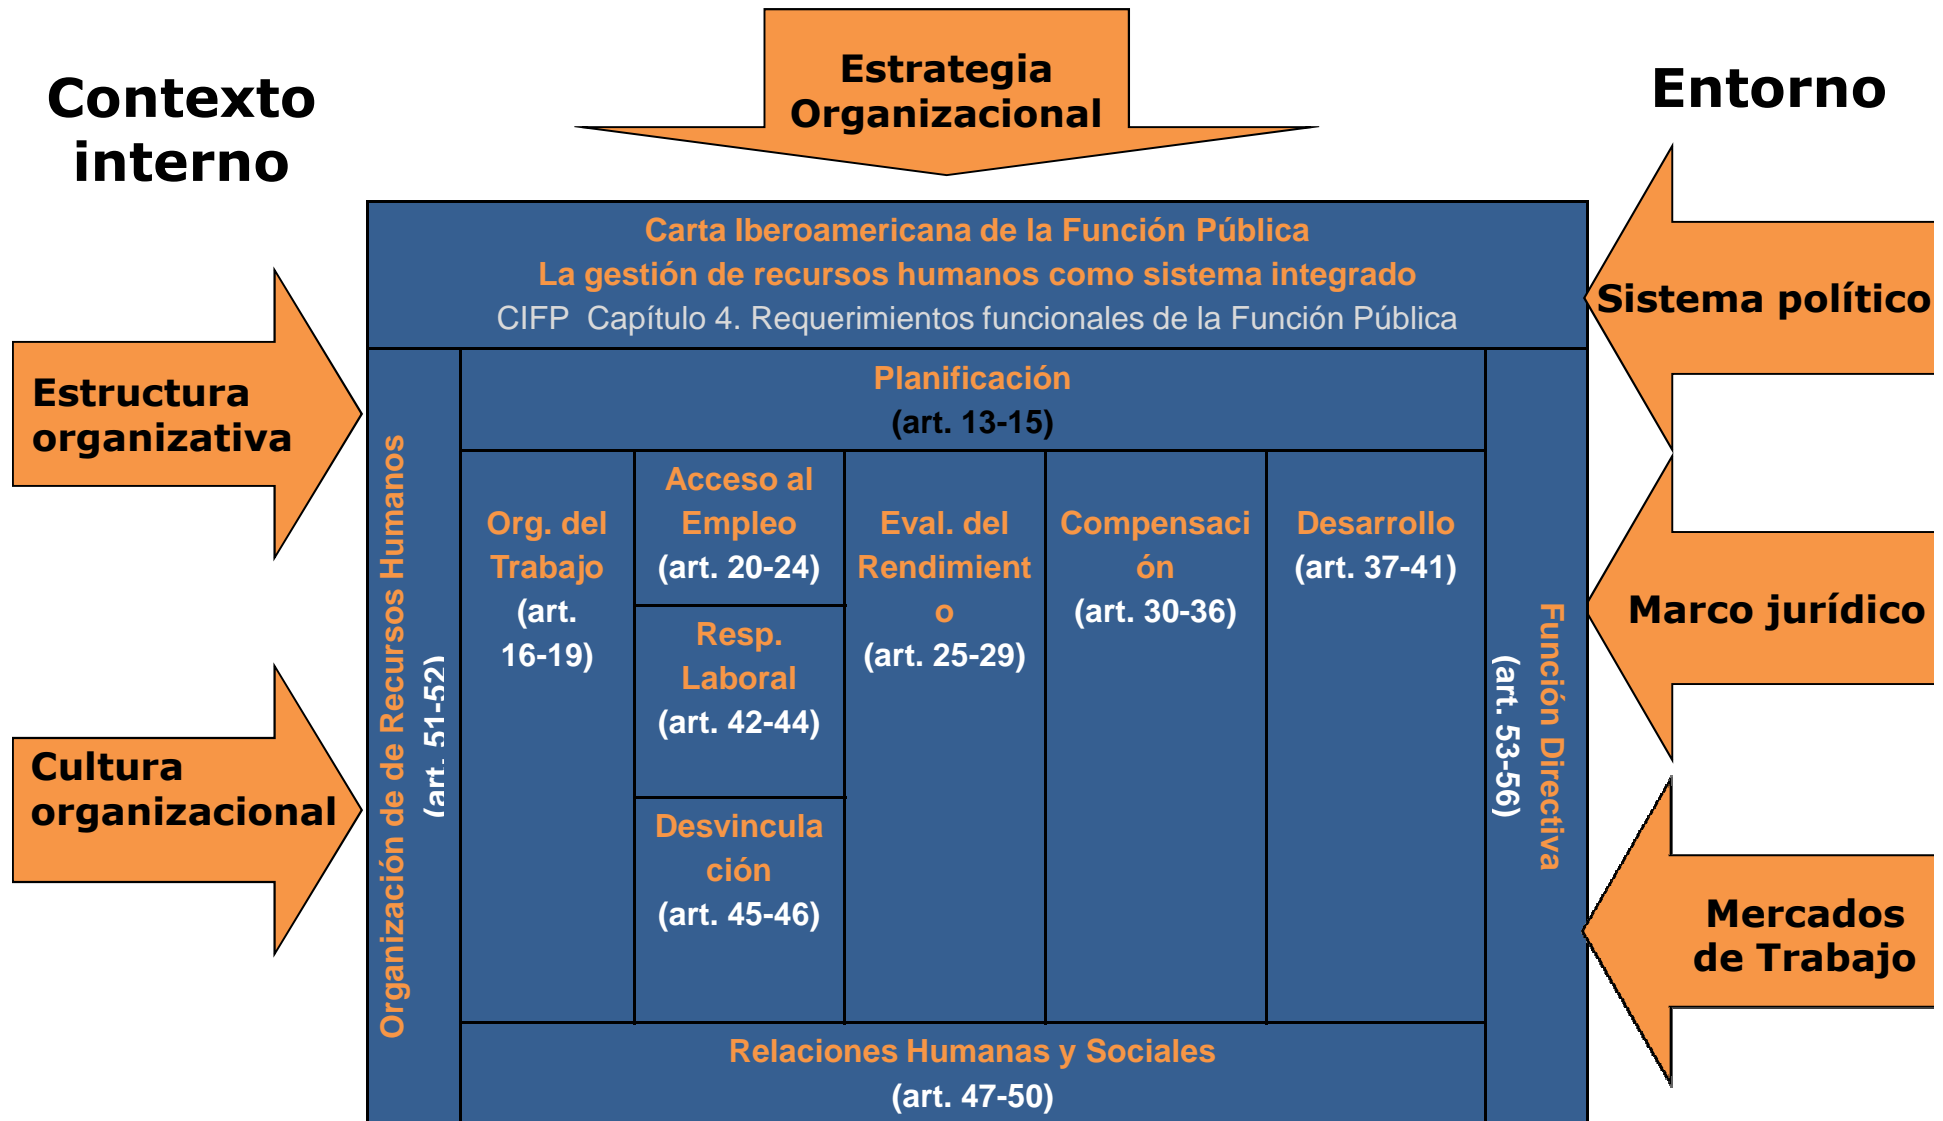 Estrategia
Organizacional
Contexto
interno
Entorno
Carta Iberoamericana de la Función Pública
La gestión de recursos humanos como sistema integrado
CIFP Capítulo 4. Requerimientos funcionales de la Función Pública
Estructura
organizativa
Cultura
organizacional
Organización de de Recursos Humanos
(art. 51-52)
Planificación
(art. 13-15)
Org. del
Trabajo
(art.
16-19)
Acceso al
Empleo
(art. 20-24)
Resp.
Laboral
(art. 42-44)
Desvincula
ción
(art. 45-46)
Eval. del
Rendimient
o
(art. 25-29)
Compensaci
ón
(art. 30-36)
Desarrollo
(art. 37-41)
Relaciones Humanas y Sociales
(art. 47-50)
Función Directiva
(art. 53-56)
Sistema político
Marco jurídico
Mercados
de Trabajo